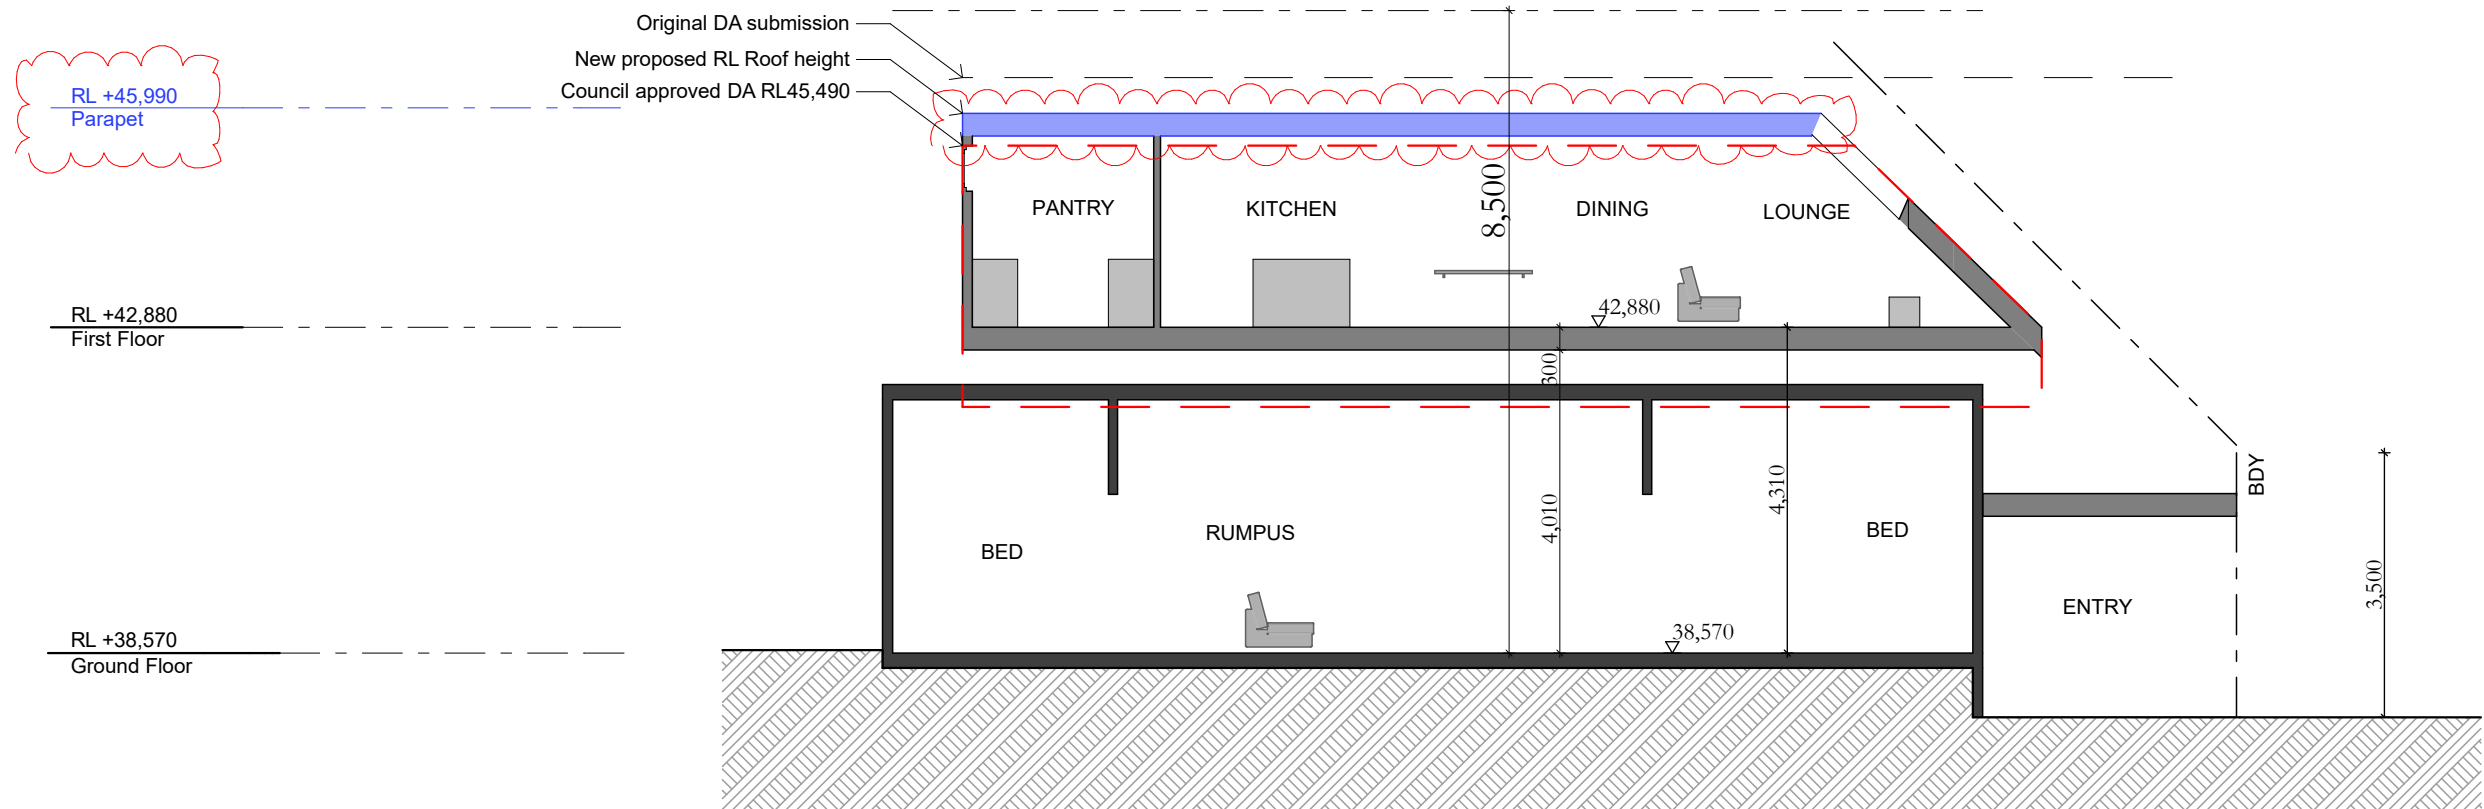 Original DA submission
New proposed RL Roof height
Council approved DA RL45,490
RL +45,990
Parapet
8,500
PANTRY
KITCHEN
DINING
LOUNGE
RL +42,880
First Floor
42,880
300
4,010
4,310
BDY
BED
RUMPUS
BED
3,500
ENTRY
RL +38,570
Ground Floor
38,570